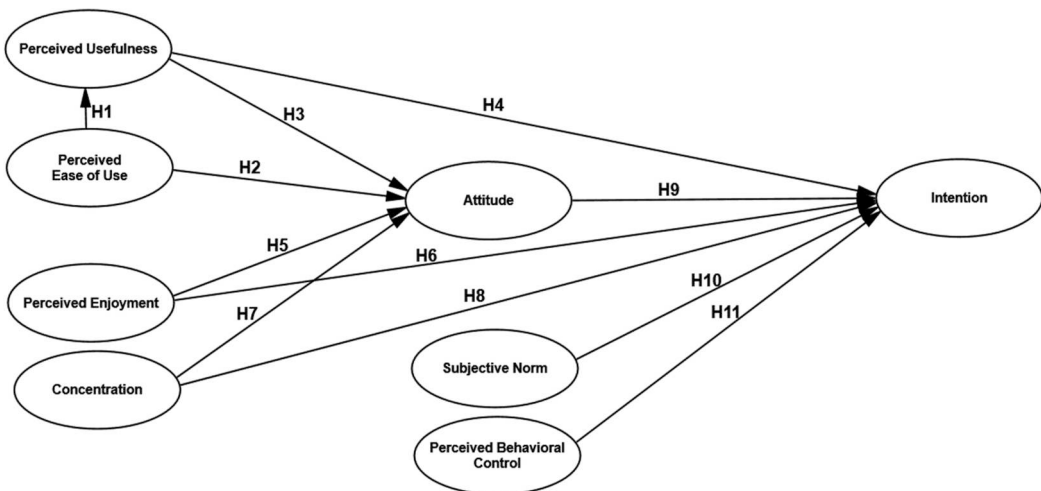 Perceived Usefulness
H1
H3
H4
Perceived
Ease of Use
H2
Attitude
H9
Intention
H5
H6
Perceived Enjoyment
H7
H8
H10
H11
Concentration
Subjective Norm
Perceived Behavioral
Control